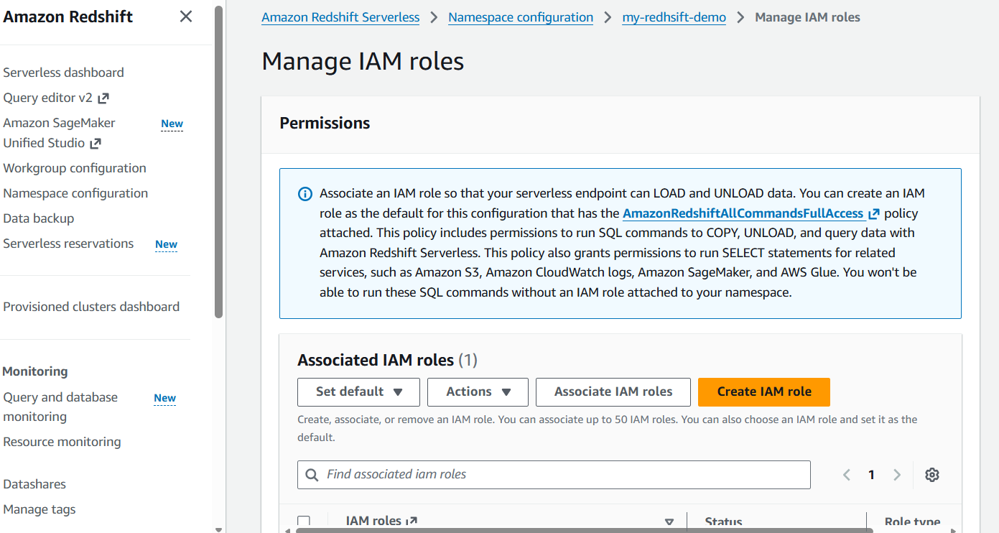 Amazon Redshift
Serverless dashboard
Query editor v2
Amazon SageMaker
Unified Studio
New
Workgroup configuration
Namespace configuration
Data backup
Serverless reservations
New
Provisioned clusters dashboard
Monitoring
Query and database
monitoring
New
Resource monitoring
Datashares
Manage tags
Amazon Redshift Serverless > Namespace configuration > my-redhsift-demo > Manage IAM roles
Manage IAM roles
Permissions
Associate an IAM role so that your serverless endpoint can LOAD and UNLOAD data. You can create an IAM
role as the default for this configuration that has the AmazonRedshiftAllCommandsFullAccess policy
attached. This policy includes permissions to run SQL commands to COPY, UNLOAD, and query data with
Amazon Redshift Serverless. This policy also grants permissions to run SELECT statements for related
services, such as Amazon S3, Amazon CloudWatch logs, Amazon SageMaker, and AWS Glue. You won't be
able to run these SQL commands without an IAM role attached to your namespace.
Associated IAM roles (1)
Set default Actions Associate IAM roles Create IAM role
Create, associate, or remove an IAM role. You can associate up to 50 IAM roles. You can also choose an IAM role and set it as the
default.
Find associated iam roles
1
IAM roles Status Role type